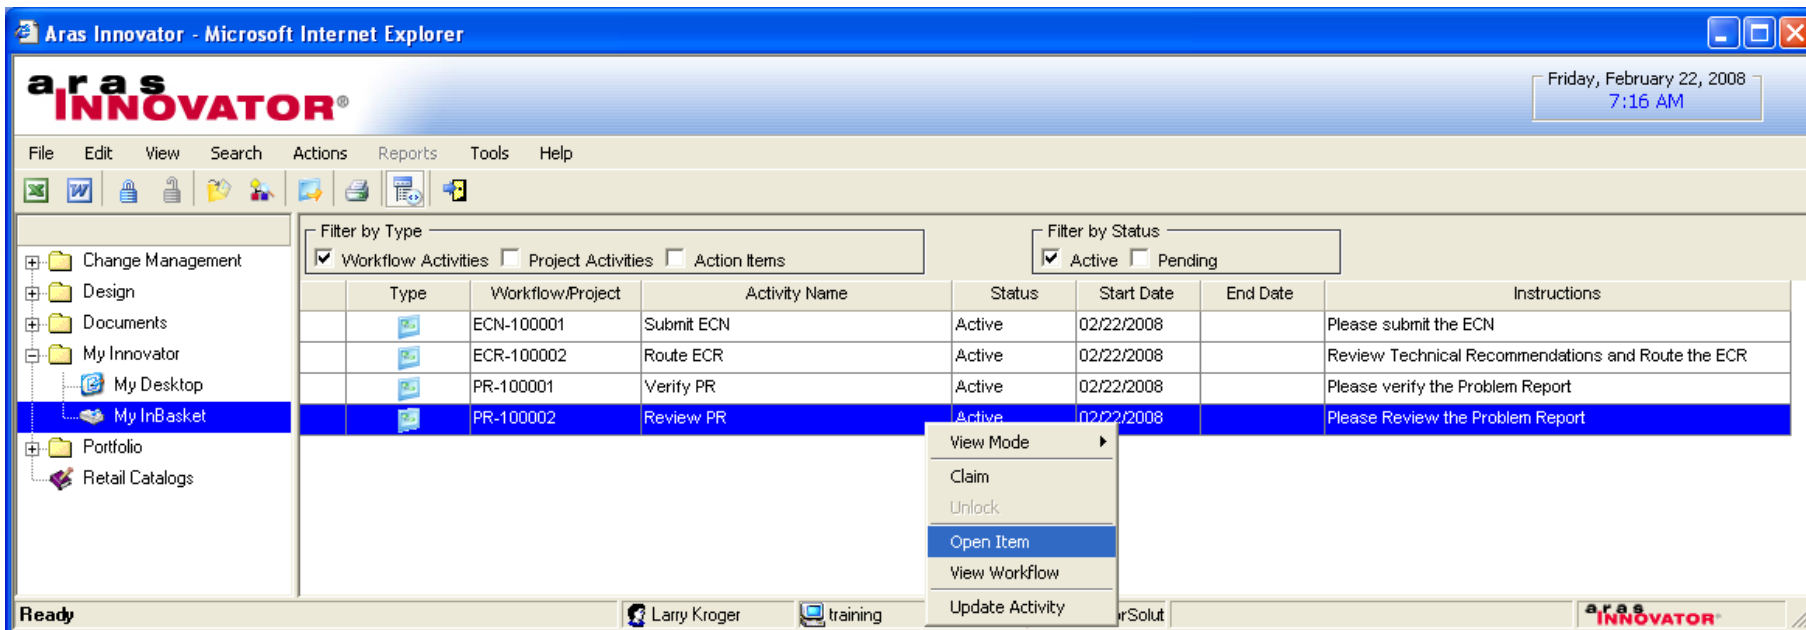 Aras Innovator - Microsoft Internet Explorer
aras
INNOVATOR®
Friday, February 22, 2008
7:16 AM
File Edit View Search Actions Reports Tools Help
Filter by Type
Workflow Activities Project Activities Action Items
Filter by Status
Active Pending
Change Management
Design
Documents
My Innovator
My Desktop
My InBasket
Portfolio
Retail Catalogs
Type Workflow/Project Activity Name Status Start Date End Date Instructions
ECN-100001 Submit ECN Active 02/22/2008 Please submit the ECN
ECR-100002 Route ECR Active 02/22/2008 Review Technical Recommendations and Route the ECR
PR-100001 Verify PR Active 02/22/2008 Please verify the Problem Report
PR-100002 Review PR Active 02/22/2008 Please Review the Problem Report
View Mode
Claim
Unlock
Open Item
View Workflow
Update Activity
Ready Larry Kroger training rSolut
aras
INNOVATOR